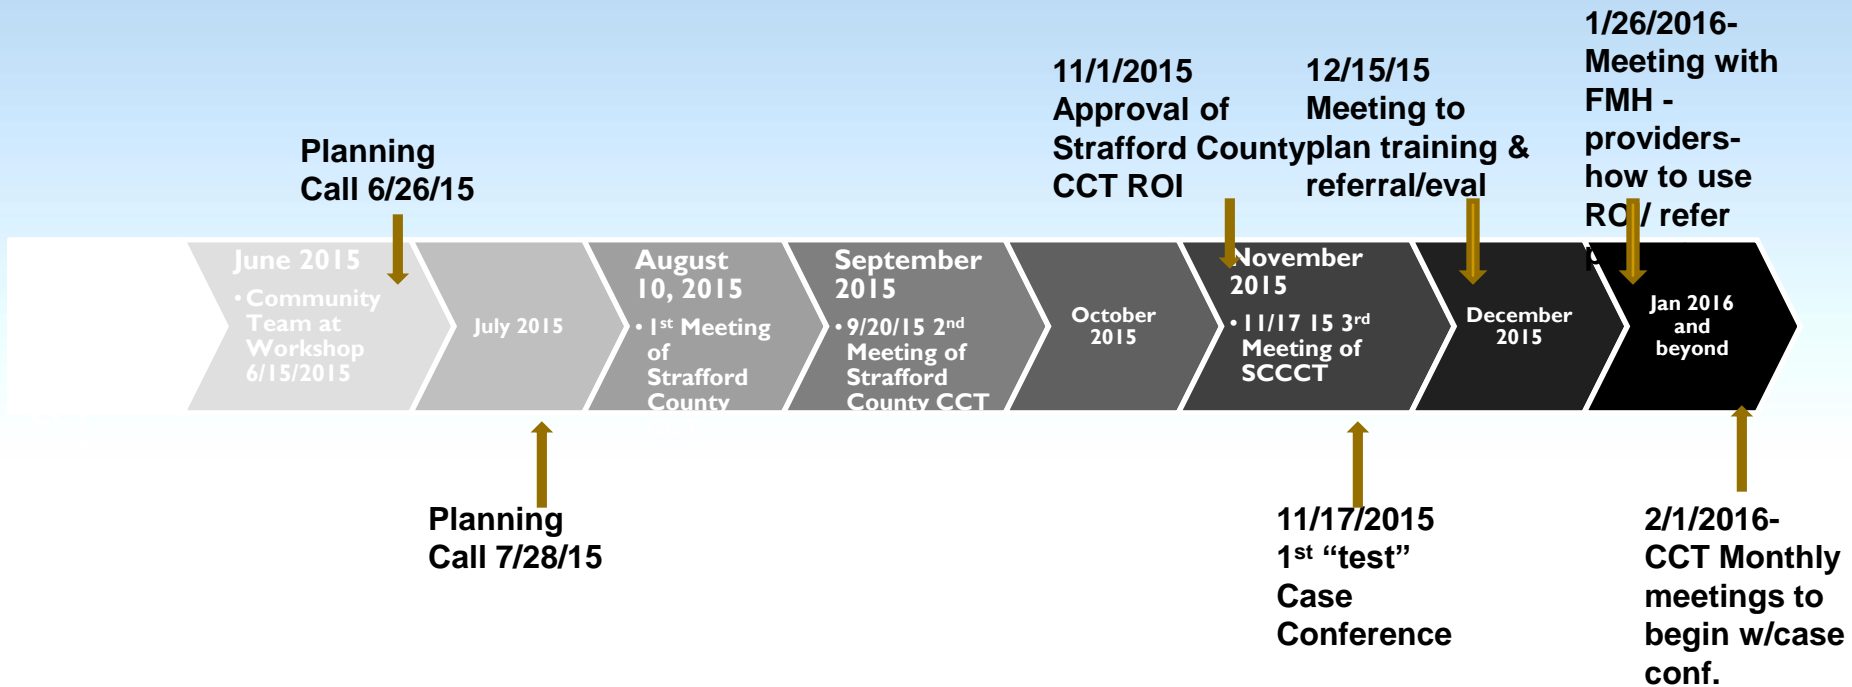 1/26/2016-
Meeting with
FMH -
providers-
how to use
ROI/ refer
11/1/2015
Approval of
Strafford County
CCT ROI
12/15/15
Meeting to
plan training &
referral/eval
Planning
Call 6/26/15
June 2015
• Community
Team at
Workshop
6/15/2015
July 2015
August
10, 2015
• 1st Meeting
of
Strafford
County
September
2015
• 9/20/15 2nd
Meeting of
Strafford
County CCT
October
2015
November
2015
• 11/17 15 3rd
Meeting of
SCCCT
December
2015
Jan 2016
and
beyond
Planning
Call 7/28/15
11/17/2015
1st “test”
Case
Conference
2/1/2016-
CCT Monthly
meetings to
begin w/case
conf.